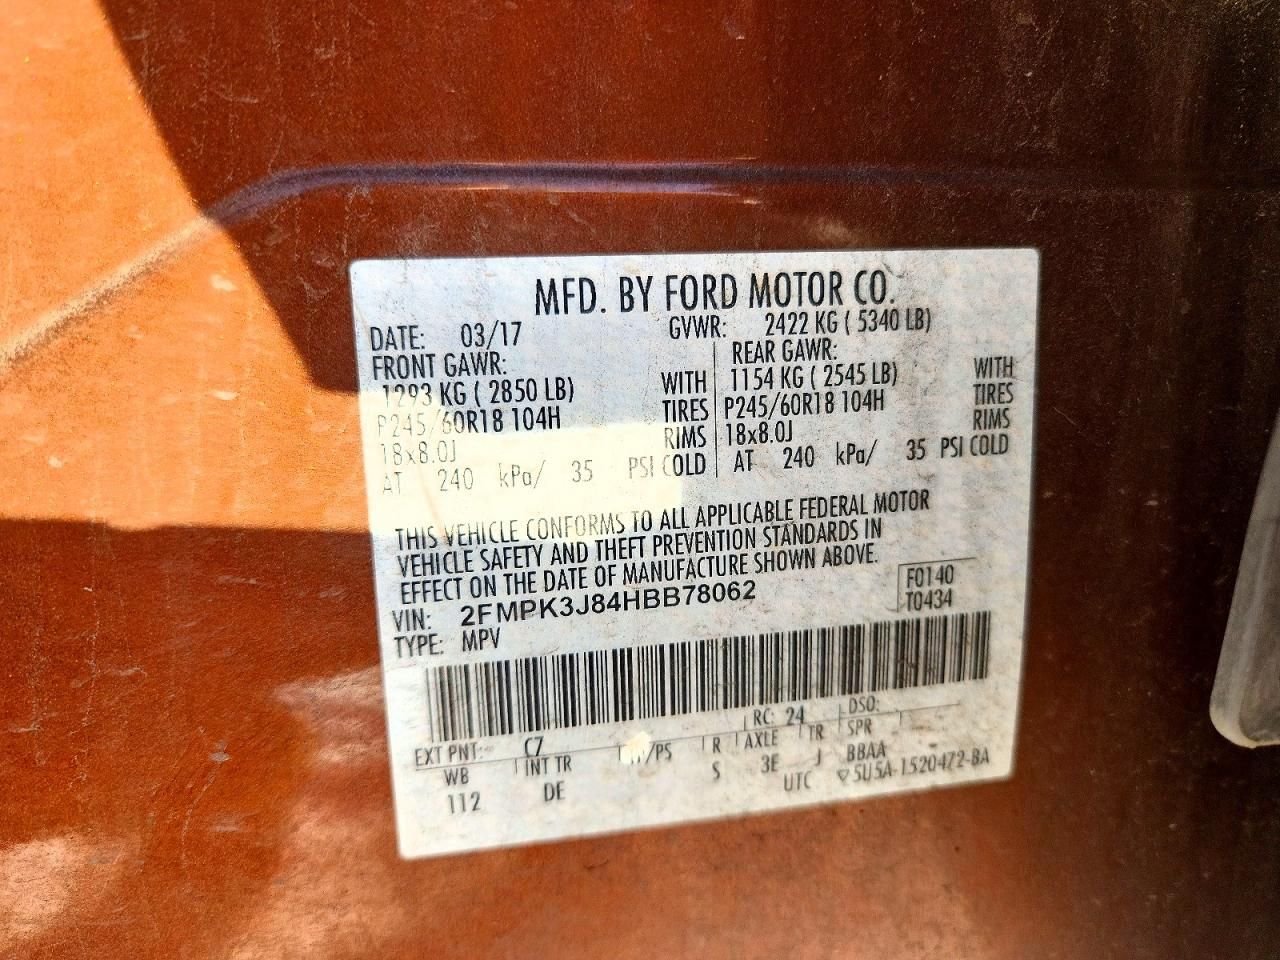 MFD. BY FORD MOTOR CO.
DATE: 03/17 GVWR: 2422 KG ( 5340 LB)
FRONT GAWR: REAR GAWR:
1293 KG ( 2850 LB) WITH 1154 KG ( 2545 LB) WITH
P245/60R18 104H TIRES P245/60R18 104H TIRES
18x8.0J RIMS 18x8.0J RIMS
AT 240 kPa/ 35 PSI COLD AT 240 kPa/ 35 PSI COLD
THIS VEHICLE CONFORMS TO ALL APPLICABLE FEDERAL MOTOR
VEHICLE SAFETY AND THEFT PREVENTION STANDARDS IN
EFFECT ON THE DATE OF MANUFACTURE SHOWN ABOVE.
VIN: 2FMPK3J84HBB78062 F0140
TYPE: MPV T0434
EXT PNT: C7 RC: 24 DSO:
WB INT TR /PS R AXLE TR SPR
112 DE S 3E J BBAA
UTC ▽5U5A-1520472-BA